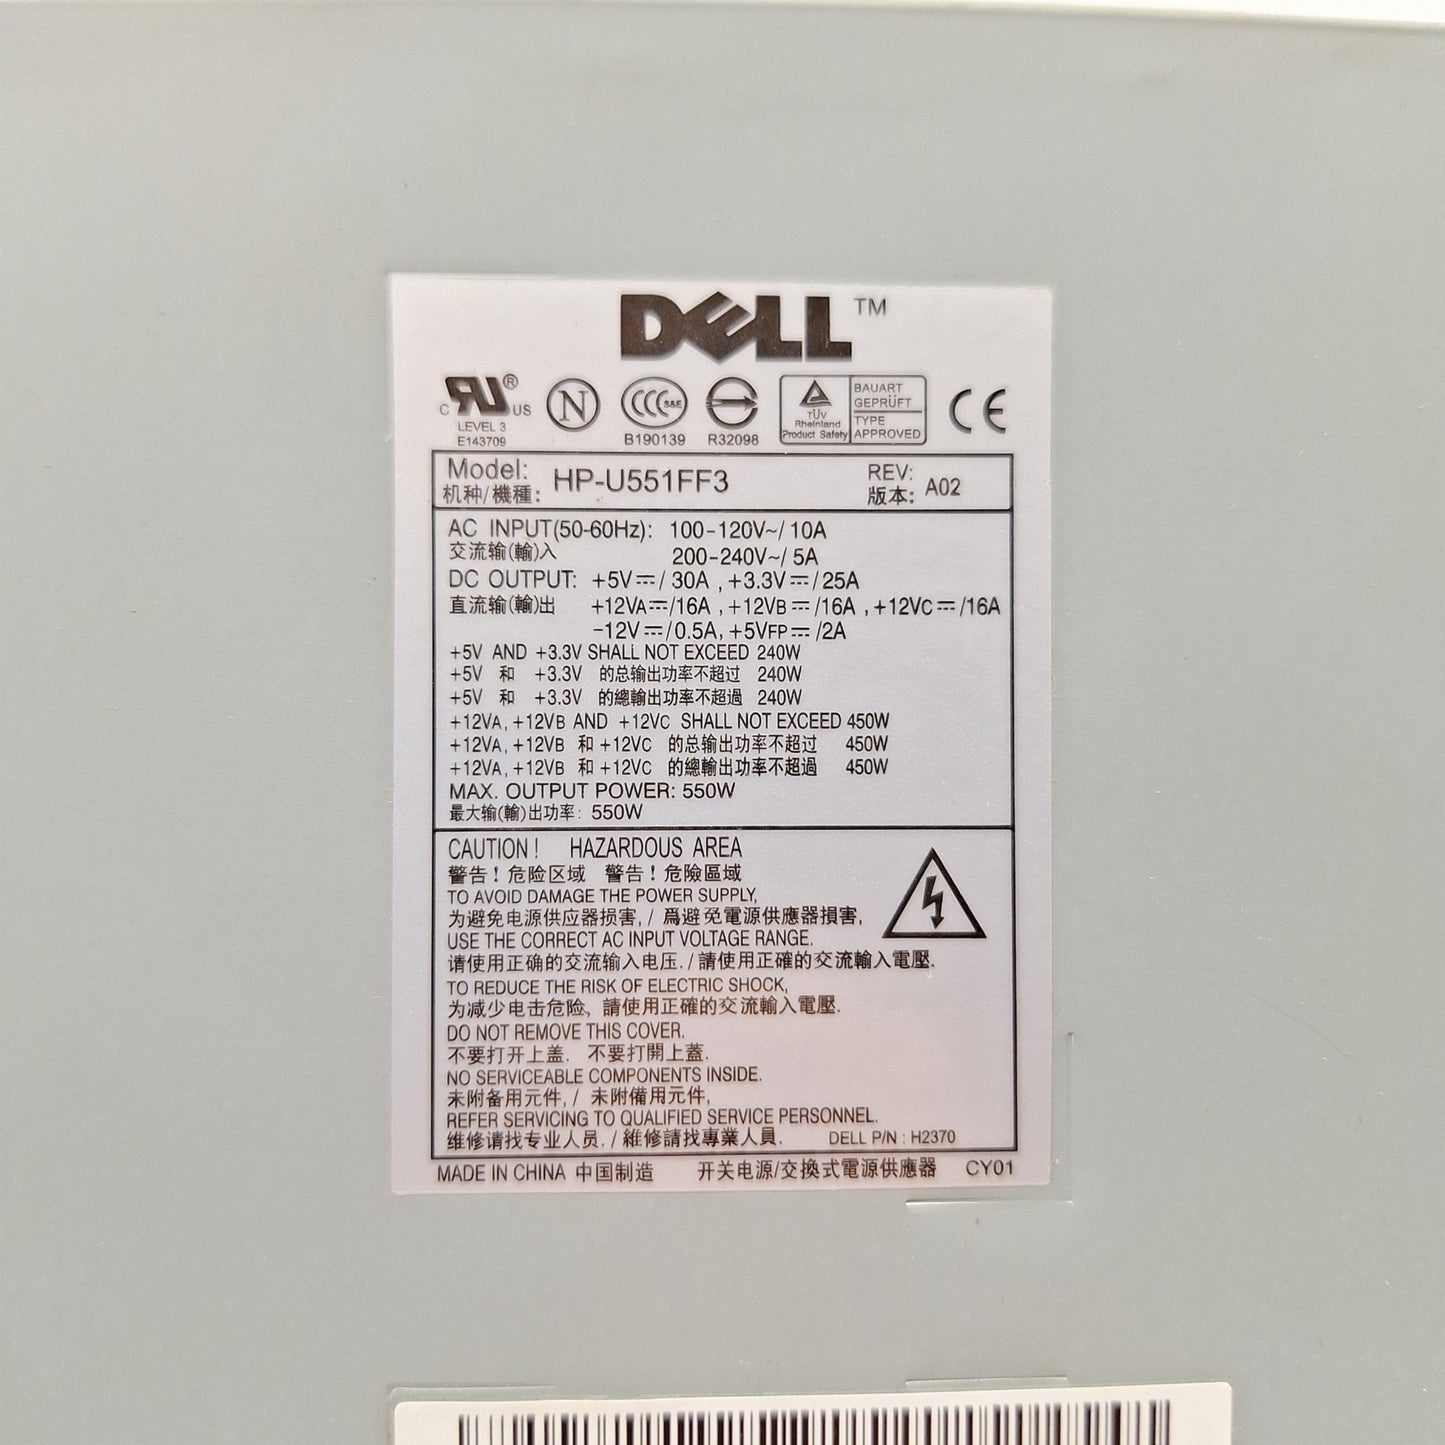 DELL™
C RU® US
LEVEL 3
E143709
N
CCC S&E
B190139
R32098
TÜV
Rheinland
Product Safety
BAUART
GEPRÜFT
TYPE
APPROVED
CE
Model: HP-U551FF3 REV: A02
机种/機種: 版本:
AC INPUT(50-60Hz): 100-120V~/10A
交流输(輸)入 200-240V~/5A
DC OUTPUT: +5V⎓/30A, +3.3V⎓/25A
直流输(輸)出 +12VA⎓/16A, +12VB⎓/16A, +12VC⎓/16A
-12V⎓/0.5A, +5VFP⎓/2A
+5V AND +3.3V SHALL NOT EXCEED 240W
+5V 和 +3.3V 的总输出功率不超过 240W
+5V 和 +3.3V 的總輸出功率不超過 240W
+12VA, +12VB AND +12VC SHALL NOT EXCEED 450W
+12VA, +12VB 和 +12VC 的总输出功率不超过 450W
+12VA, +12VB 和 +12VC 的總輸出功率不超過 450W
MAX. OUTPUT POWER: 550W
最大输(輸)出功率: 550W
CAUTION! HAZARDOUS AREA
警告!危险区域 警告!危險區域
TO AVOID DAMAGE THE POWER SUPPLY,
为避免电源供应器损害,/ 爲避免電源供應器損害,
USE THE CORRECT AC INPUT VOLTAGE RANGE.
请使用正确的交流输入电压./請使用正確的交流輸入電壓.
TO REDUCE THE RISK OF ELECTRIC SHOCK,
为减少电击危险, 請使用正確的交流輸入電壓.
DO NOT REMOVE THIS COVER.
不要打开上盖. 不要打開上蓋.
NO SERVICEABLE COMPONENTS INSIDE.
未附备用元件,/ 未附備用元件,
REFER SERVICING TO QUALIFIED SERVICE PERSONNEL.
维修请找专业人员./維修請找專業人員. DELL P/N : H2370
MADE IN CHINA 中国制造 开关电源/交換式電源供應器 CY01